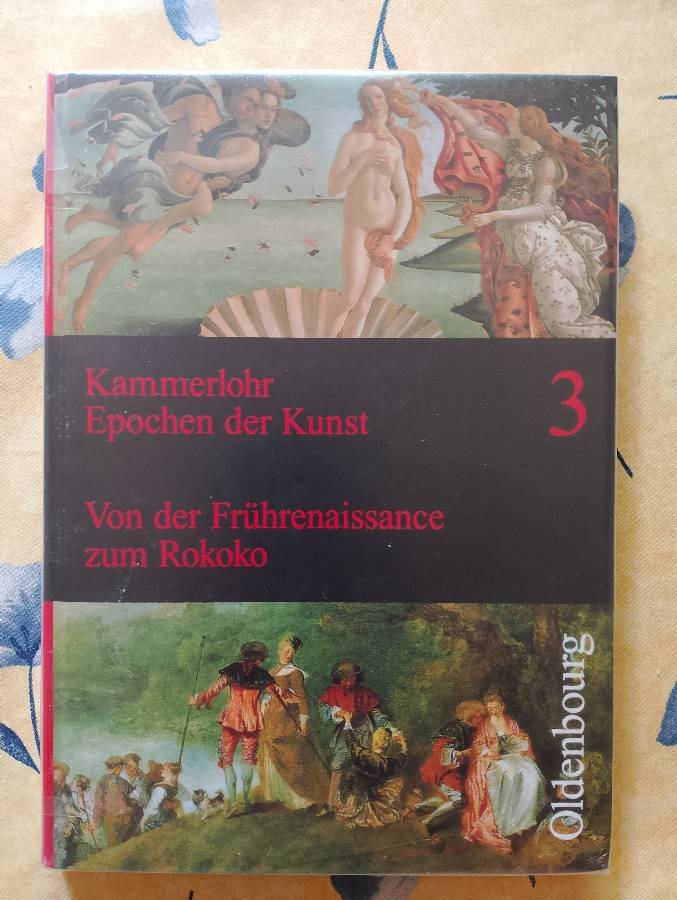 Kammerlohr
Epochen der Kunst
3
Von der Frührenaissance
zum Rokoko
Oldenbourg